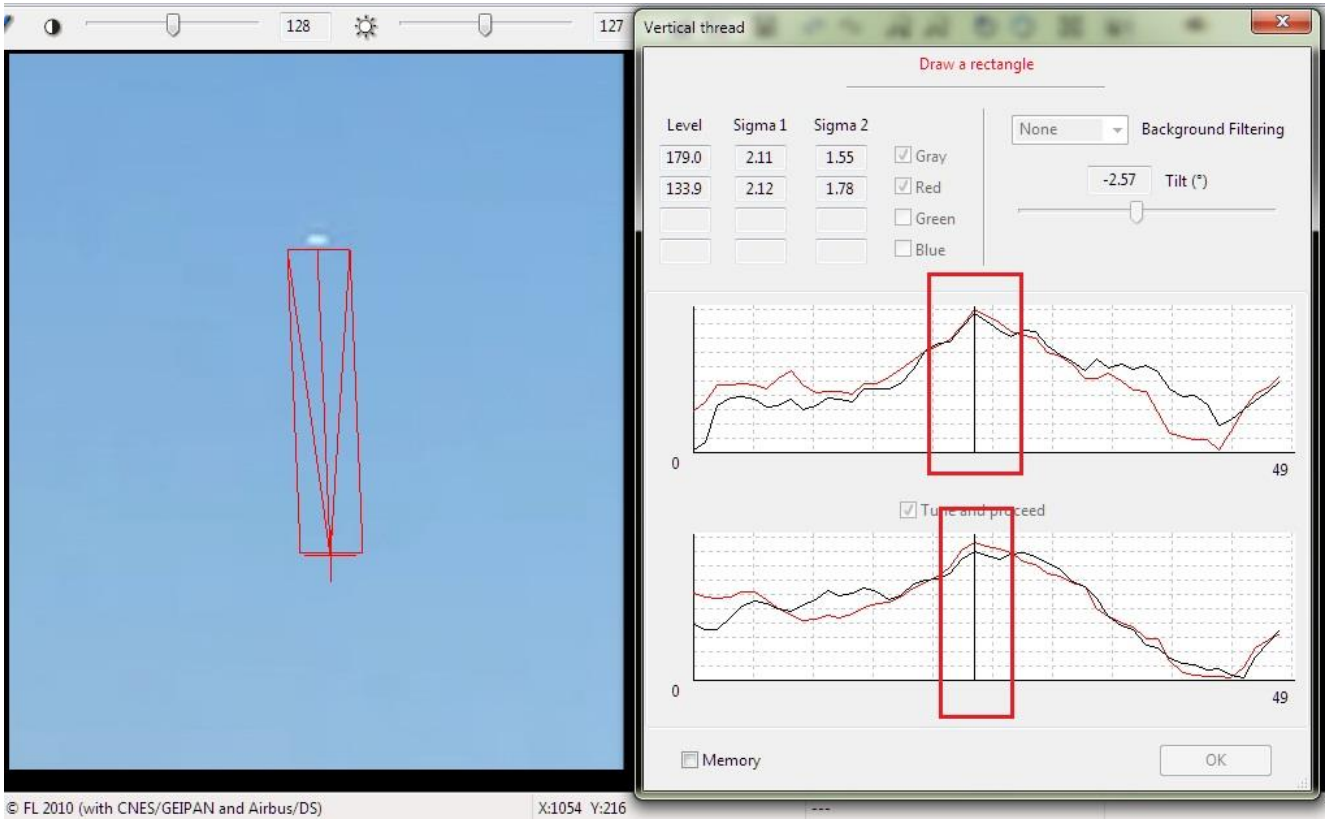 128
127
Vertical thread
Draw a rectangle
Level Sigma 1 Sigma 2
None Background Filtering
179.0 2.11 1.55 Gray
133.9 2.12 1.78 Red
-2.57 Tilt (°)
Green
Blue
0 49
Tune and proceed
0 49
Memory OK
© FL 2010 (with CNES/GEIPAN and Airbus/DS) X:1054 Y:216 ---